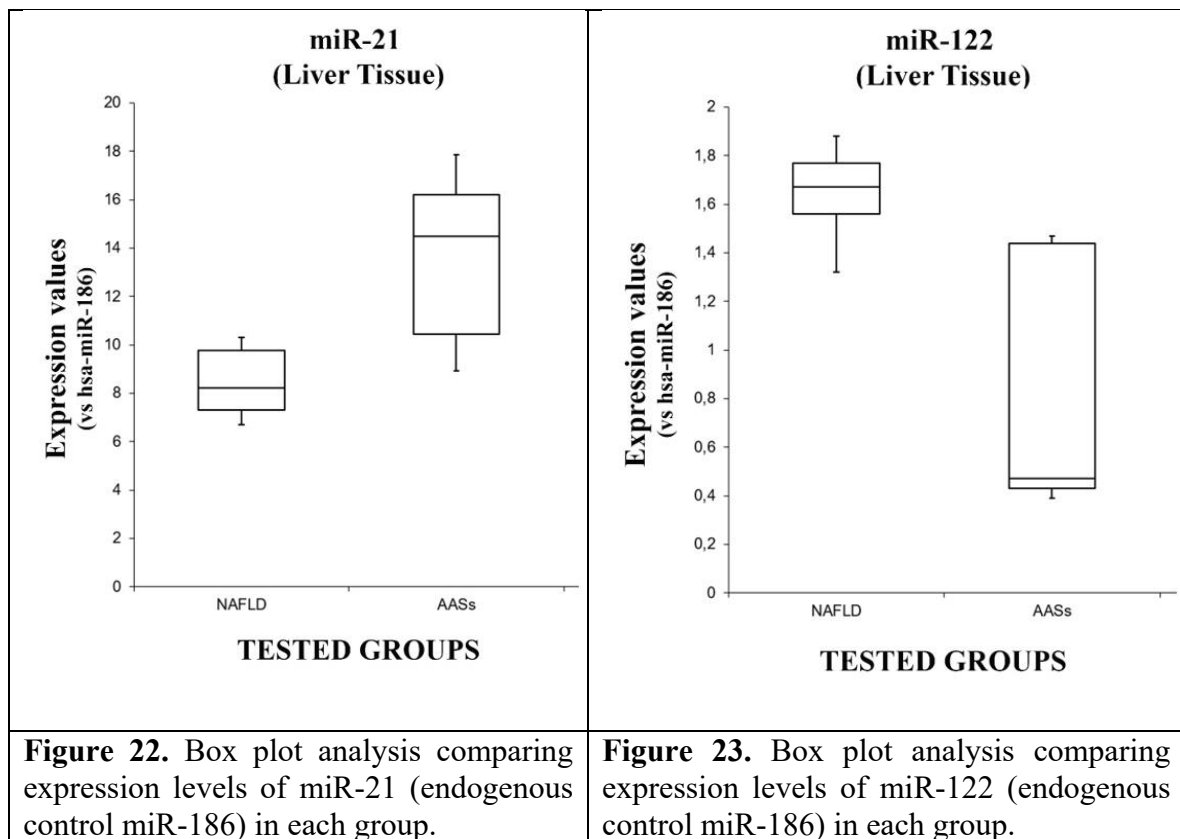 miR-21
(Liver Tissue)
20
18
16
14
12
10
8
6
4
2
0
Expression values
(vs hsa-miR-186)
NAFLD
AASs
TESTED GROUPS
miR-122
(Liver Tissue)
2
1,8
1,6
1,4
1,2
1
0,8
0,6
0,4
0,2
0
Expression values
(vs hsa-miR-186)
NAFLD
AASs
TESTED GROUPS
Figure 22. Box plot analysis comparing
expression levels of miR-21 (endogenous
control miR-186) in each group.
Figure 23. Box plot analysis comparing
expression levels of miR-122 (endogenous
control miR-186) in each group.